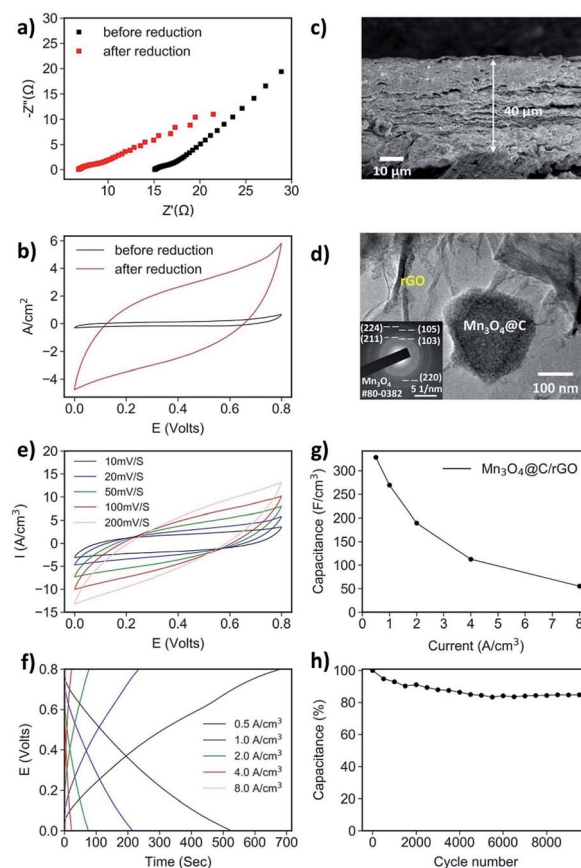 a)
before reduction
after reduction
-Z"(Ω)
20
15
10
5
0
10
15
20
25
30
Z'(Ω)
c)
40 μm
10 μm
b)
before reduction
after reduction
A/cm²
6
4
2
0
−2
−4
0.0
0.2
0.4
0.6
0.8
E (Volts)
d)
rGO
Mn₃O₄@C
(224)
(105)
(211)
(103)
Mn₃O₄
#80-0382
(220)
5 1/nm
100 nm
e)
10mV/S
20mV/S
50mV/S
100mV/S
200mV/S
I (A/cm³)
20
15
10
5
0
−5
−10
−15
0.0
0.2
0.4
0.6
0.8
E (Volts)
g)
Mn₃O₄@C/rGO
Capacitance (F/cm³)
300
250
200
150
100
50
0
0
1
2
3
4
5
6
7
8
Current (A/cm³)
f)
0.5 A/cm³
1.0 A/cm³
2.0 A/cm³
4.0 A/cm³
8.0 A/cm³
E (Volts)
0.8
0.6
0.4
0.2
0.0
0
100
200
300
400
500
600
700
Time (Sec)
h)
Capacitance (%)
100
80
60
40
20
0
0
2000
4000
6000
8000
Cycle number